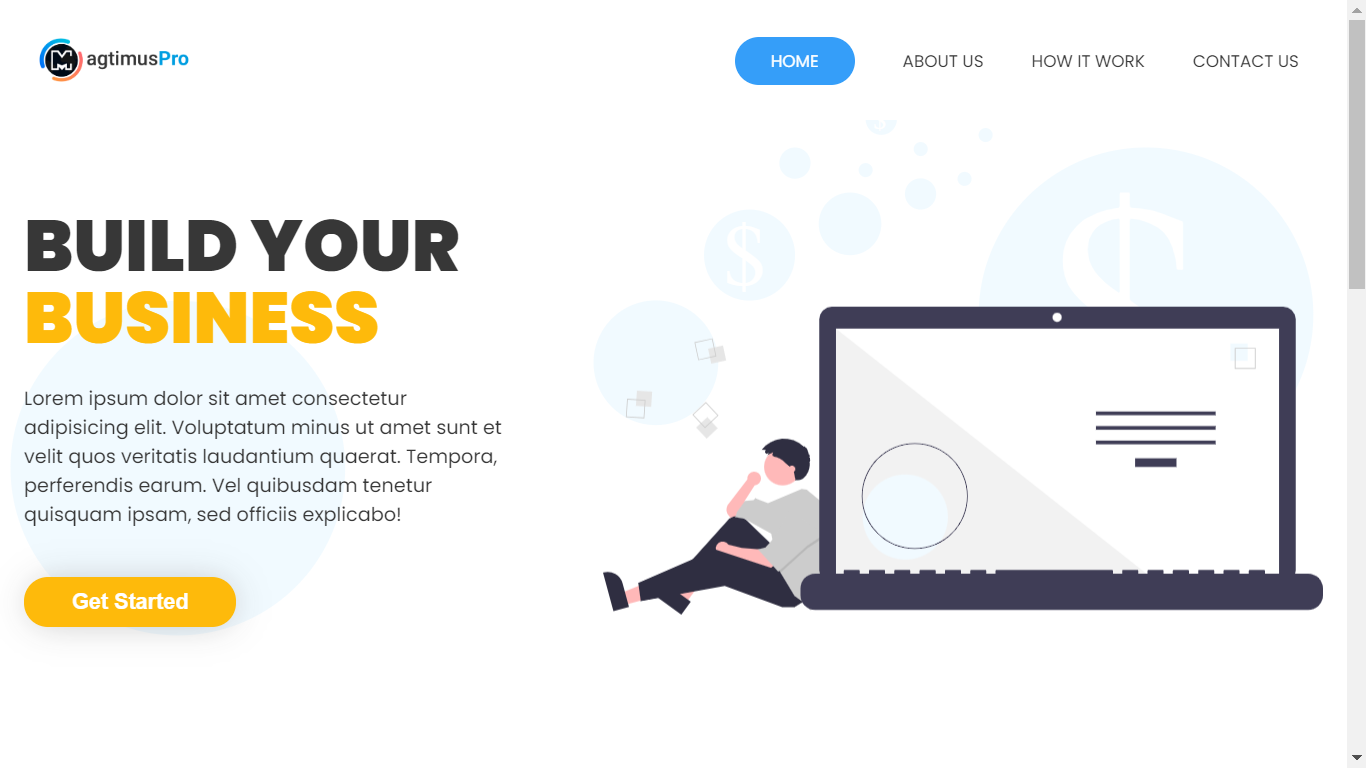 MagtimusPro
HOME
ABOUT US
HOW IT WORK
CONTACT US
BUILD YOUR
BUSINESS
Lorem ipsum dolor sit amet consectetur
adipisicing elit. Voluptatum minus ut amet sunt et
velit quos veritatis laudantium quaerat. Tempora,
perferendis earum. Vel quibusdam tenetur
quisquam ipsam, sed officiis explicabo!
Get Started
$
$
$